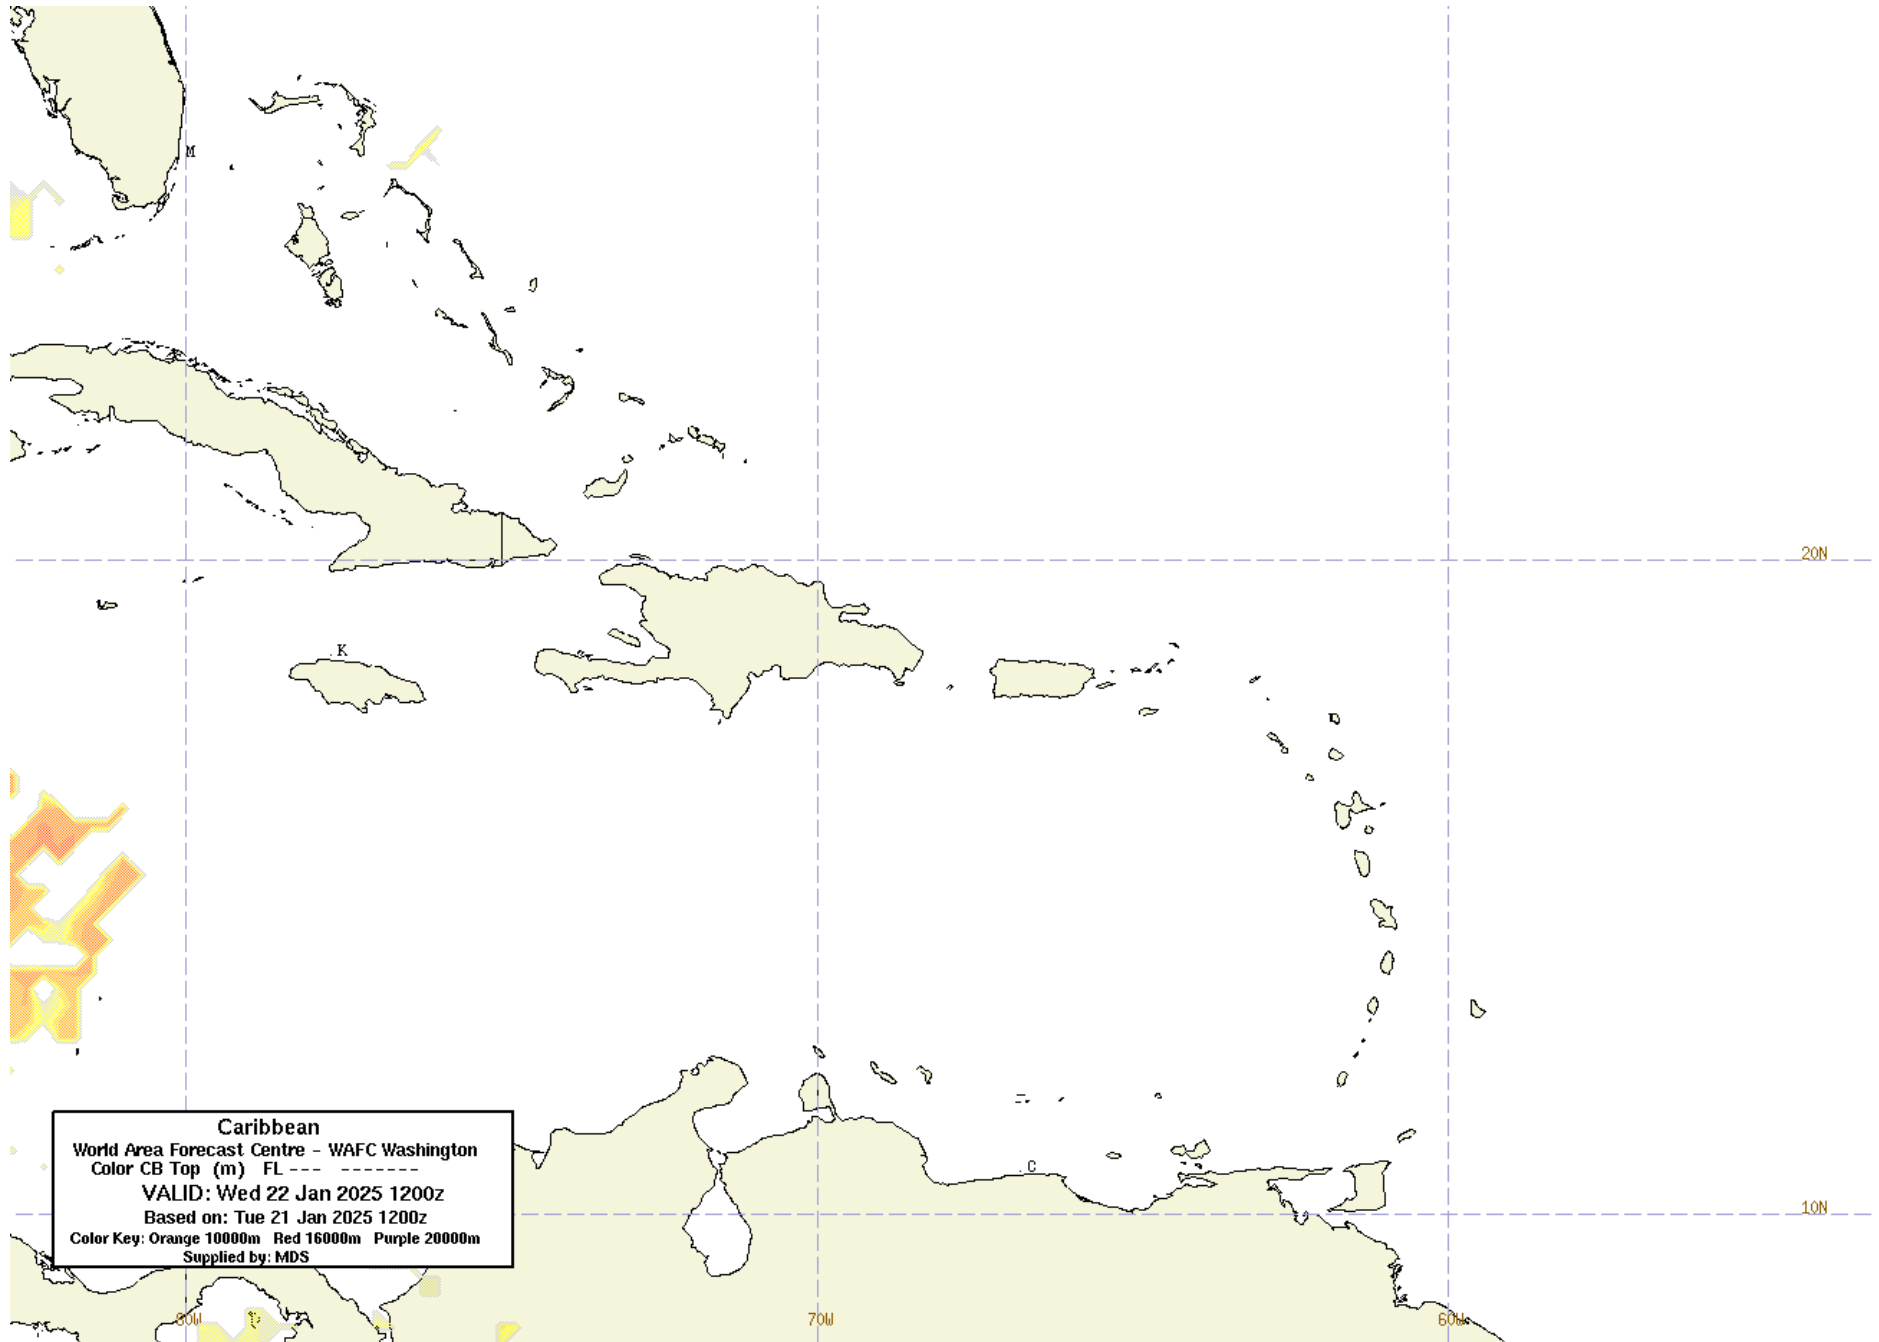 M
20N
.K
.C
10N
Caribbean
World Area Forecast Centre - WAFC Washington
Color CB Top (m) FL --- -------
VALID: Wed 22 Jan 2025 1200z
Based on: Tue 21 Jan 2025 1200z
Color Key: Orange 10000m Red 16000m Purple 20000m
Supplied by: MDS
80W
70W
60W